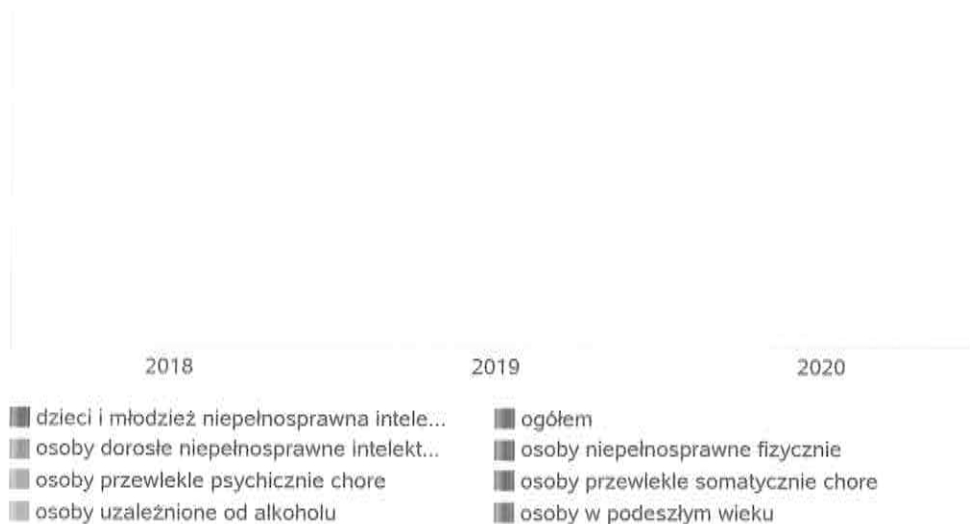 2018 2019 2020
dzieci i młodzież niepełnosprawna intele...
osoby dorosłe niepełnosprawne intelekt...
osoby przewlekle psychicznie chore
osoby uzależnione od alkoholu
ogółem
osoby niepełnosprawne fizycznie
osoby przewlekle somatycznie chore
osoby w podeszłym wieku